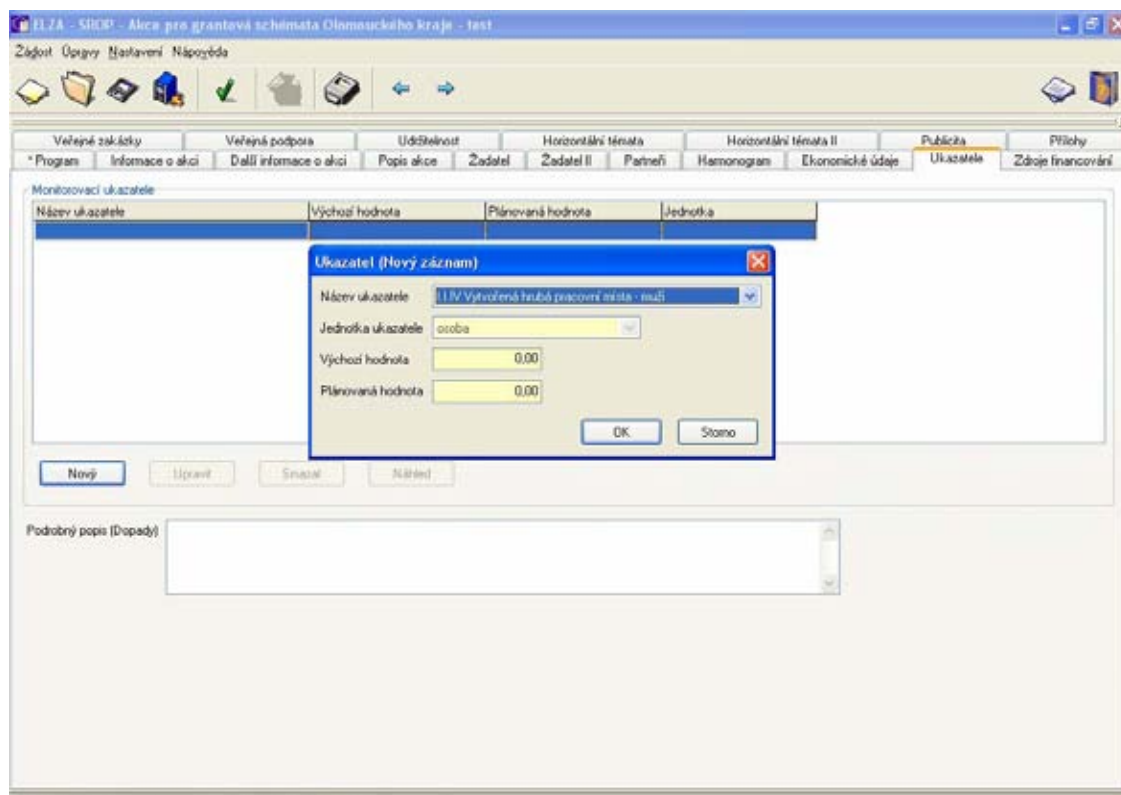 ELZA - SROP - Akce pro grantová schémata Olomouckého kraje - test
Žádost Úpravy Nastavení Nápověda
Veřejné zakázky Veřejná podpora Udržitelnost Horizontální témata Horizontální témata II Publicita Přílohy
* Program Informace o akci Další informace o akci Popis akce Žadatel Žadatel II Partneři Harmonogram Ekonomické údaje Ukazatele Zdroje financování
Monitorovací ukazatele
Název ukazatele Výchozí hodnota Plánovaná hodnota Jednotka
Ukazatel (Nový záznam)
Název ukazatele Vytvořená hrubá pracovní místa - muži
Jednotka ukazatele osoba
Výchozí hodnota 0,00
Plánovaná hodnota 0,00
OK Storno
Nový Upravit Smazat Náhled
Podrobný popis (Dopady)